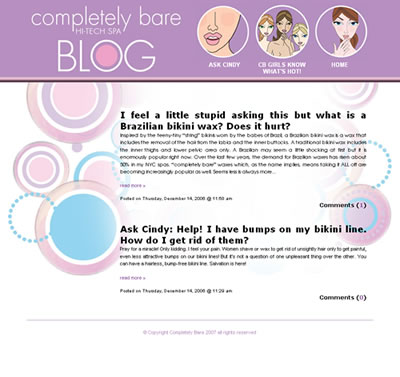 completely bare
HI-TECH SPA
BLOG
ASK CINDY
CB GIRLS KNOW
WHAT'S HOT!
HOME
I feel a little stupid asking this but what is a
Brazilian bikini wax? Does it hurt?
Inspired by the teeny-tiny "string" bikinis worn by the babes of Brazil, a Brazilian bikini wax is a wax that
includes the removal of the hair from the labia and the inner buttocks. A traditional bikini wax includes
the inner thighs and lower pelvic area only. A Brazilian may seem a little shocking at first but it is
enormously popular right now. Over the last few years, the demand for Brazilian waxes has risen about
30% in my NYC spas. "completely bare" waxes which, as the name implies, means taking it ALL off are
becoming increasingly popular as well. Seems less is always more...
read more »
Posted on Thursday, December 14, 2006 @ 11:50 am
Comments (1)
Ask Cindy: Help! I have bumps on my bikini line.
How do I get rid of them?
Pray for a miracle! Only kidding. I feel your pain. Women shave or wax to get rid of unsightly hair only to get painful,
even less attractive bumps on our bikini lines! But it's not a question of one unpleasant thing over the other. You
can have a hairless, bump-free bikini line. Salvation is here!
read more »
Posted on Thursday, December 14, 2006 @ 11:29 am
Comments (0)
© Copyright Completely Bare 2007 all rights reserved